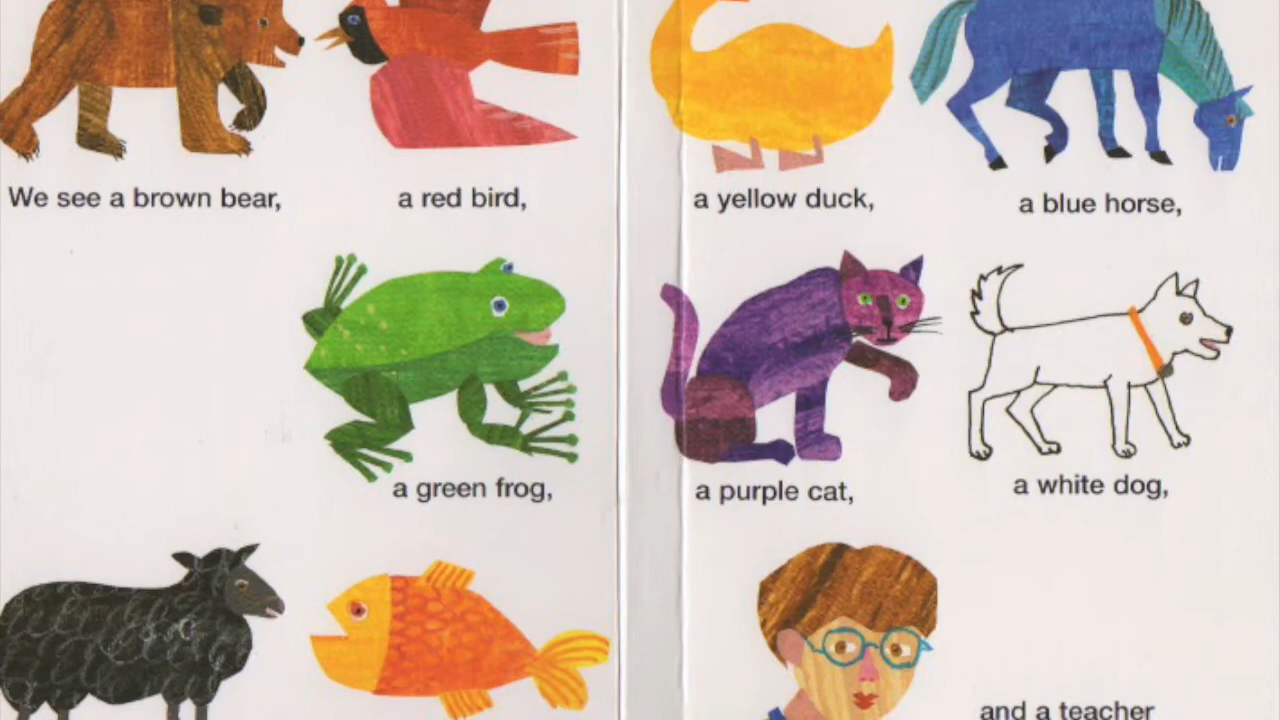 We see a brown bear,
a red bird,
a yellow duck,
a blue horse,
a green frog,
a purple cat,
a white dog,
and a teacher